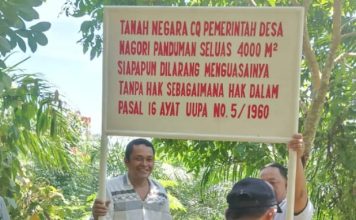 TANAH NEGARA CQ PEMERINTAH DESA
NAGORI PANDUMAN SELUAS 4000 M²
SIAPAPUN DILARANG MENGUASAINYA
TANPA HAK SEBAGAIMANA HAK DALAM
PASAL 16 AYAT UUPA NO. 5/1960